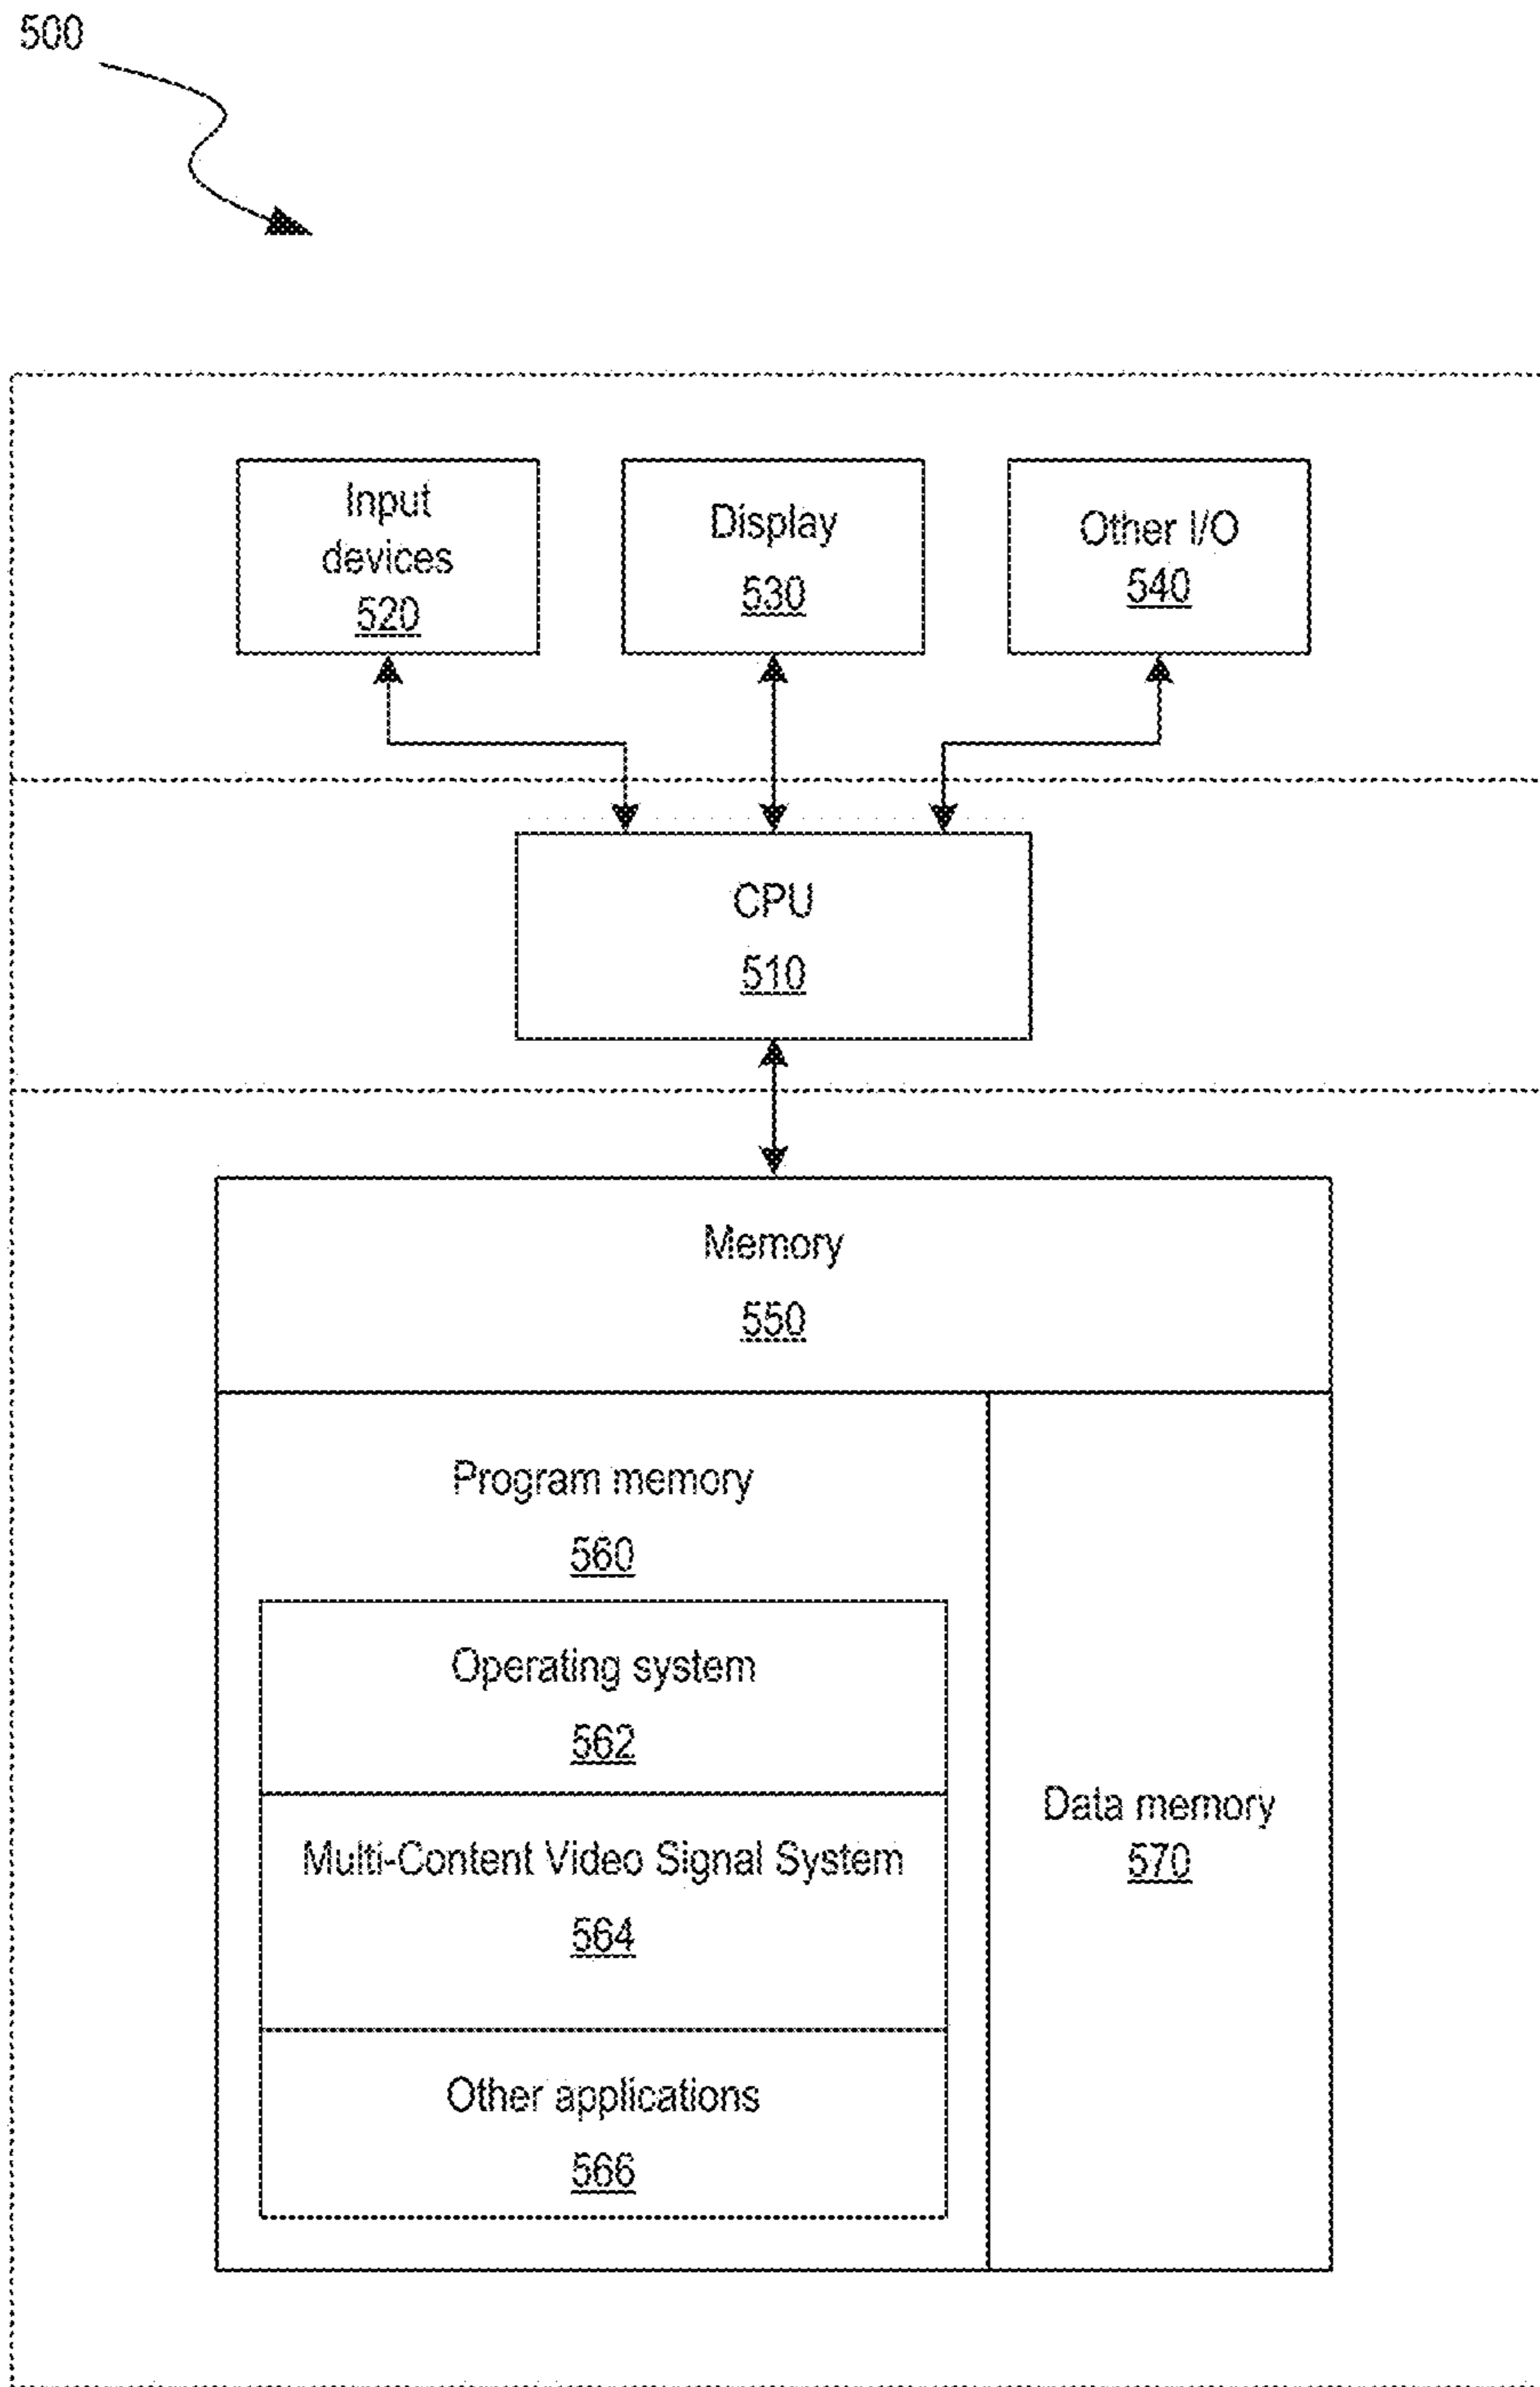 500
Input
devices
520
Display
530
Other I/O
540
CPU
510
Memory
550
Program memory
560
Operating system
562
Multi-Content Video Signal System
564
Other applications
566
Data memory
570